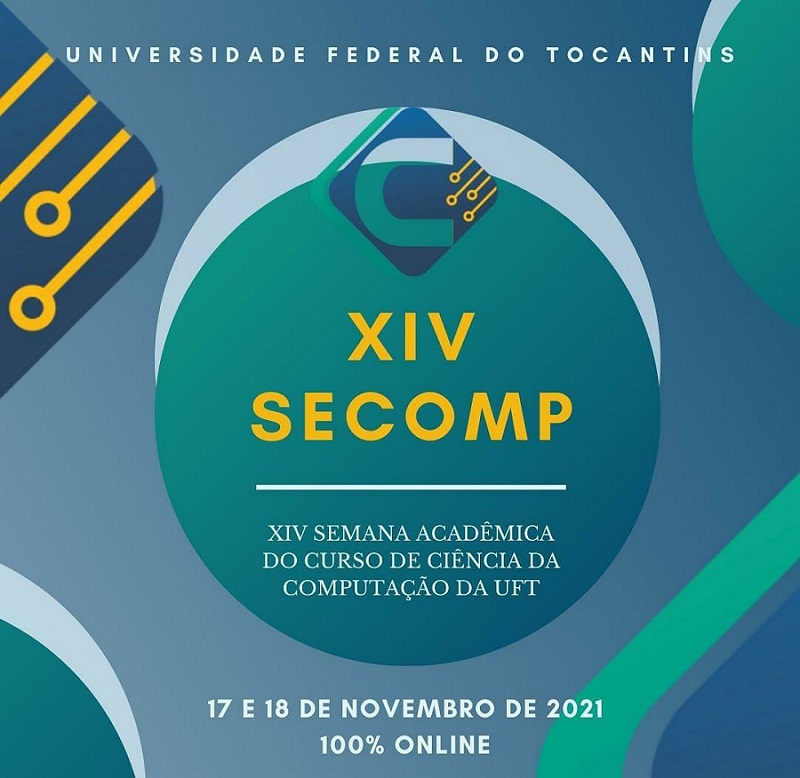 UNIVERSIDADE FEDERAL DO TOCANTINS
C
XIV
SECOMP
XIV SEMANA ACADÊMICA
DO CURSO DE CIÊNCIA DA
COMPUTAÇÃO DA UFT
17 E 18 DE NOVEMBRO DE 2021
100% ONLINE